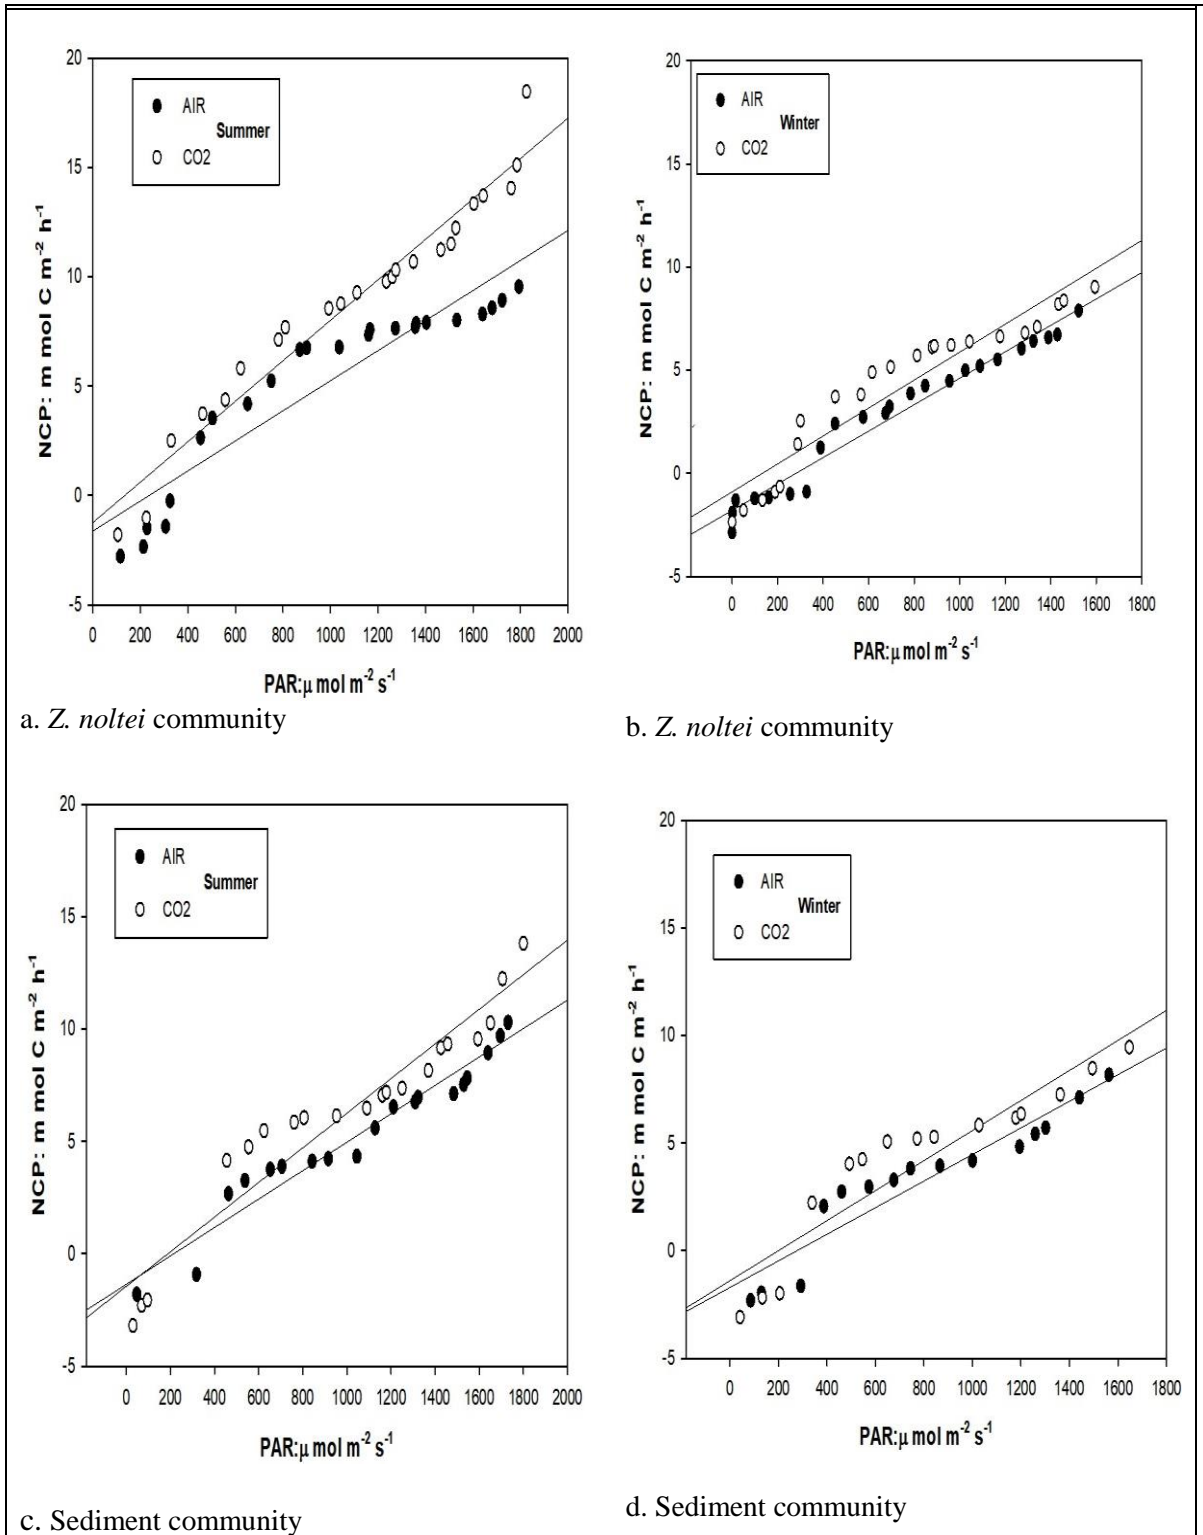 20
15
10
5
0
-5
AIR
Summer
CO2
NCP: m mol C m⁻² h⁻¹
0 200 400 600 800 1000 1200 1400 1600 1800 2000
PAR:μ mol m⁻² s⁻¹
a. Z. noltei community
20
15
10
5
0
-5
AIR
Winter
CO2
NCP: m mol C m⁻² h⁻¹
0 200 400 600 800 1000 1200 1400 1600 1800
PAR:μ mol m⁻² s⁻¹
b. Z. noltei community
20
15
10
5
0
-5
AIR
Summer
CO2
NCP: m mol C m⁻² h⁻¹
0 200 400 600 800 1000 1200 1400 1600 1800 2000
PAR:μ mol m⁻² s⁻¹
c. Sediment community
20
15
10
5
0
-5
AIR
Winter
CO2
NCP: m mol C m⁻² h⁻¹
0 200 400 600 800 1000 1200 1400 1600 1800
PAR:μ mol m⁻² s⁻¹
d. Sediment community